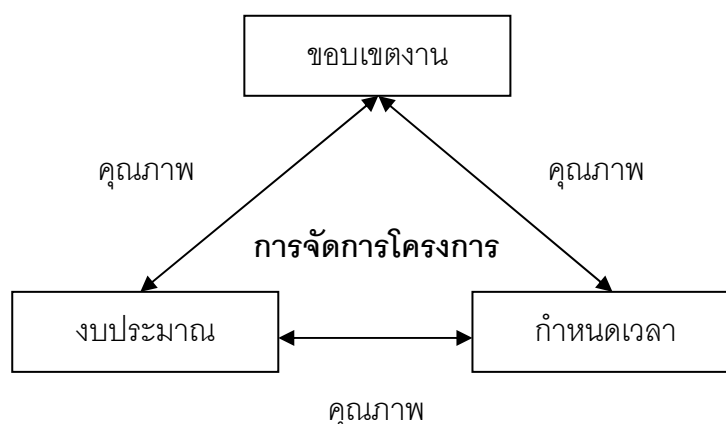 ขอบเขตงาน
คุณภาพ
คุณภาพ
การจัดการโครงการ
งบประมาณ
กำหนดเวลา
คุณภาพ